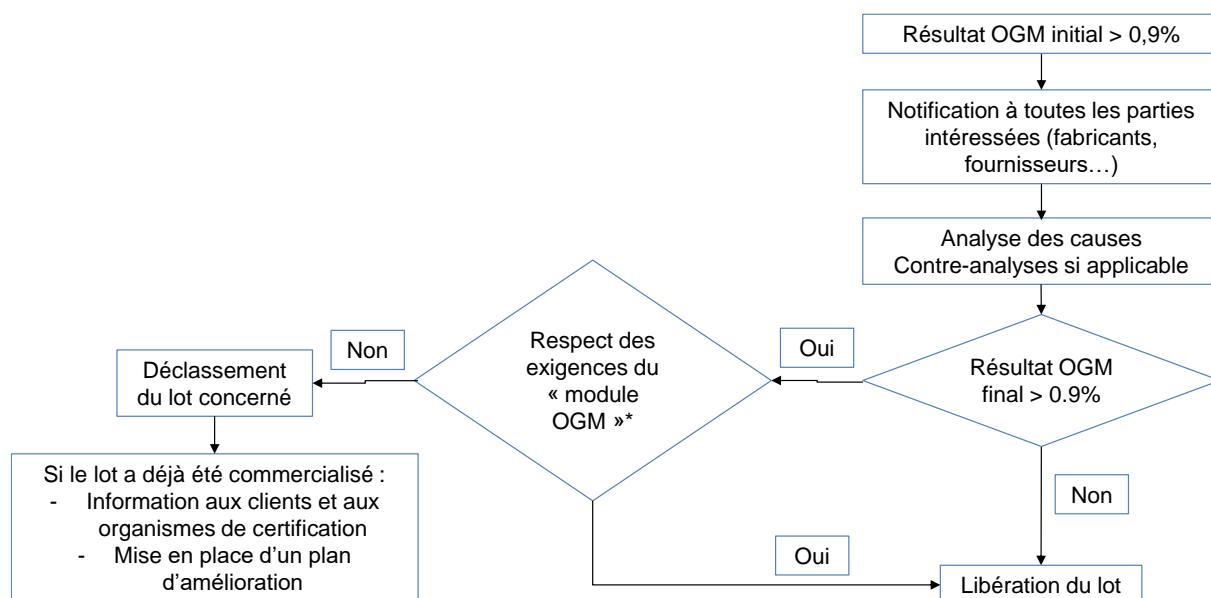 Résultat OGM initial > 0,9%
Notification à toutes les parties
intéressées (fabricants,
fournisseurs…)
Analyse des causes
Contre-analyses si applicable
Résultat OGM
final > 0.9%
Oui
Non
Respect des
exigences du
« module
OGM »*
Non
Oui
Déclassement
du lot concerné
Si le lot a déjà été commercialisé :
- Information aux clients et aux
organismes de certification
- Mise en place d’un plan
d’amélioration
Libération du lot